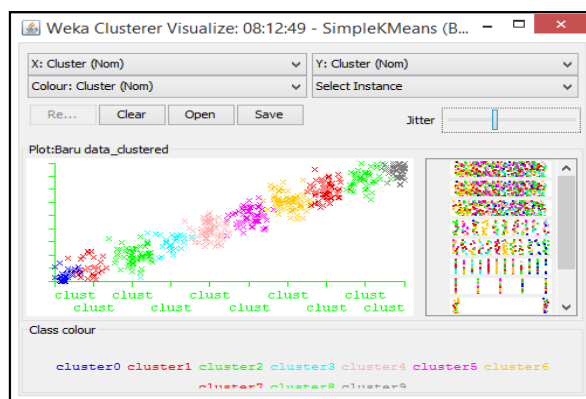 Weka Clusterer Visualize: 08:12:49 - SimpleKMeans (B...
X: Cluster (Nom) Y: Cluster (Nom)
Colour: Cluster (Nom) Select Instance
Re... Clear Open Save Jitter
Plot:Baru data_clustered
clust clust clust clust clust
clust clust clust clust clust
Class colour
cluster0 cluster1 cluster2 cluster3 cluster4 cluster5 cluster6
cluster7 cluster8 cluster9